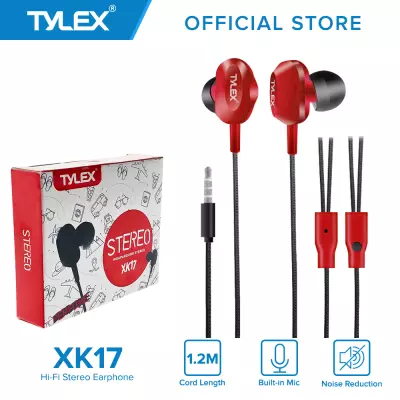 TYLEX®
OFFICIAL STORE
TYLEX
TYLEX
STEREO
STEREO
XK17
XK17
Hi-Fi Stereo Earphone
1.2M
Cord Length
Built-in Mic
Noise Reduction